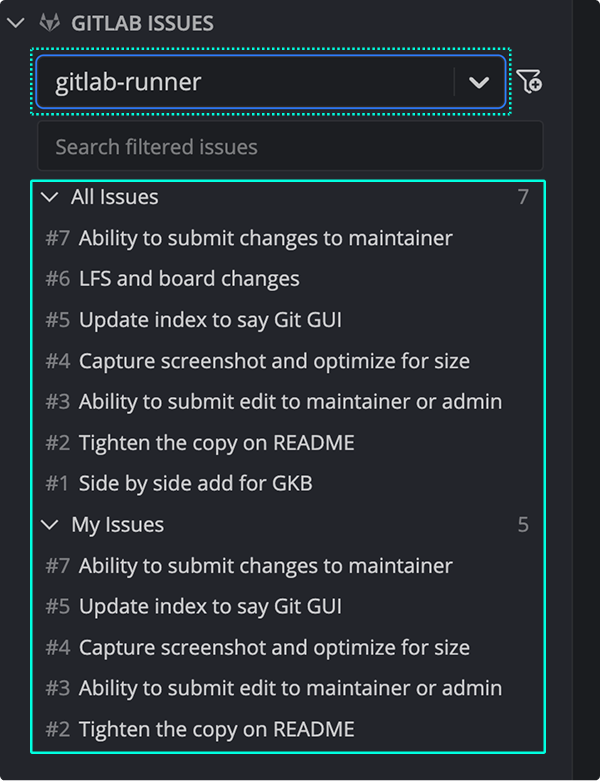 GITLAB ISSUES
gitlab-runner
Search filtered issues
All Issues 7
#7 Ability to submit changes to maintainer
#6 LFS and board changes
#5 Update index to say Git GUI
#4 Capture screenshot and optimize for size
#3 Ability to submit edit to maintainer or admin
#2 Tighten the copy on README
#1 Side by side add for GKB
My Issues 5
#7 Ability to submit changes to maintainer
#5 Update index to say Git GUI
#4 Capture screenshot and optimize for size
#3 Ability to submit edit to maintainer or admin
#2 Tighten the copy on README